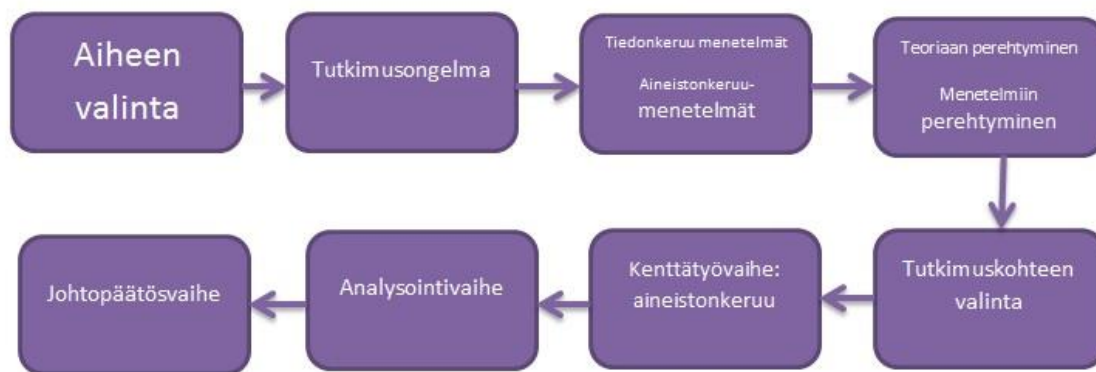 Aiheen
valinta
Tutkimusongelma
Tiedonkeruu menetelmät
Aineistonkeruu-
menetelmät
Teoriaan perehtyminen
Menetelmiin
perehtyminen
Tutkimuskohteen
valinta
Kenttätyövaihe:
aineistonkeruu
Analysointivaihe
Johtopäätösvaihe